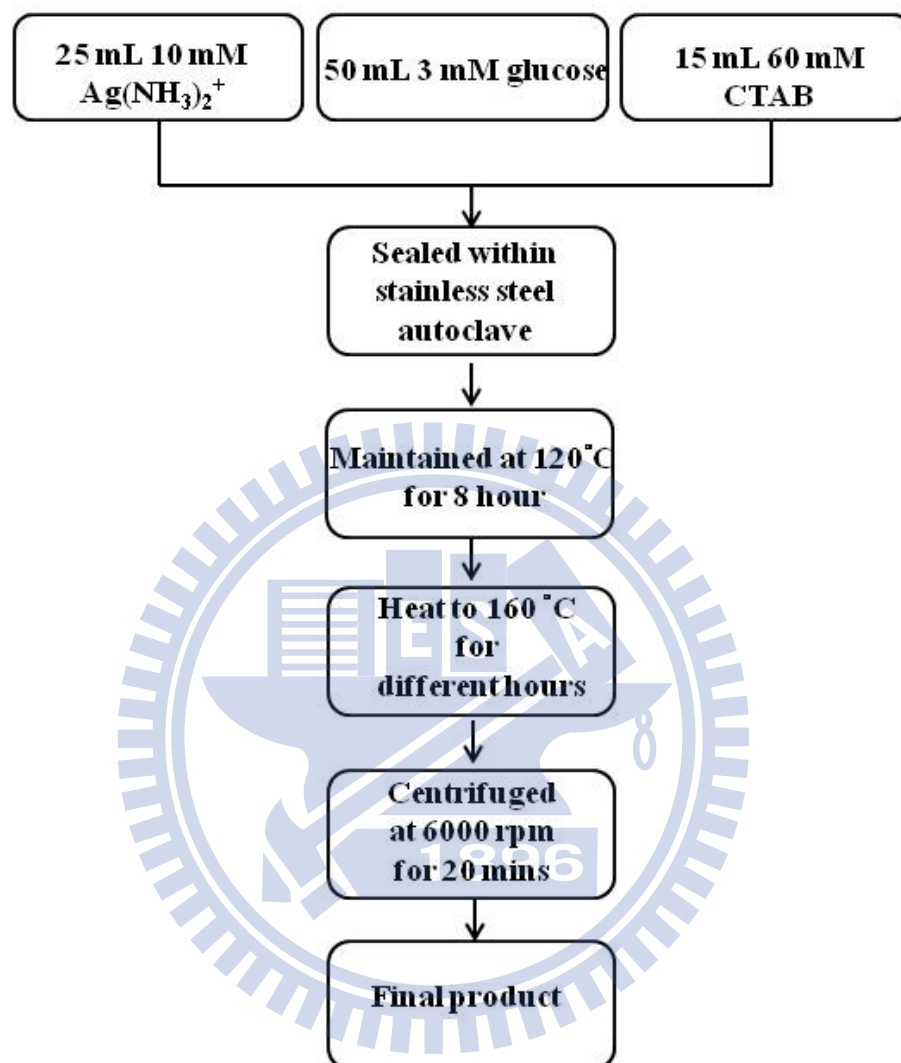 25 mL 10 mM
Ag(NH₃)₂⁺
50 mL 3 mM glucose
15 mL 60 mM
CTAB
Sealed within
stainless steel
autoclave
Maintained at 120˚C
for 8 hour
Heat to 160 ˚C
for
different hours
Centrifuged
at 6000 rpm
for 20 mins
Final product
E S A
1896